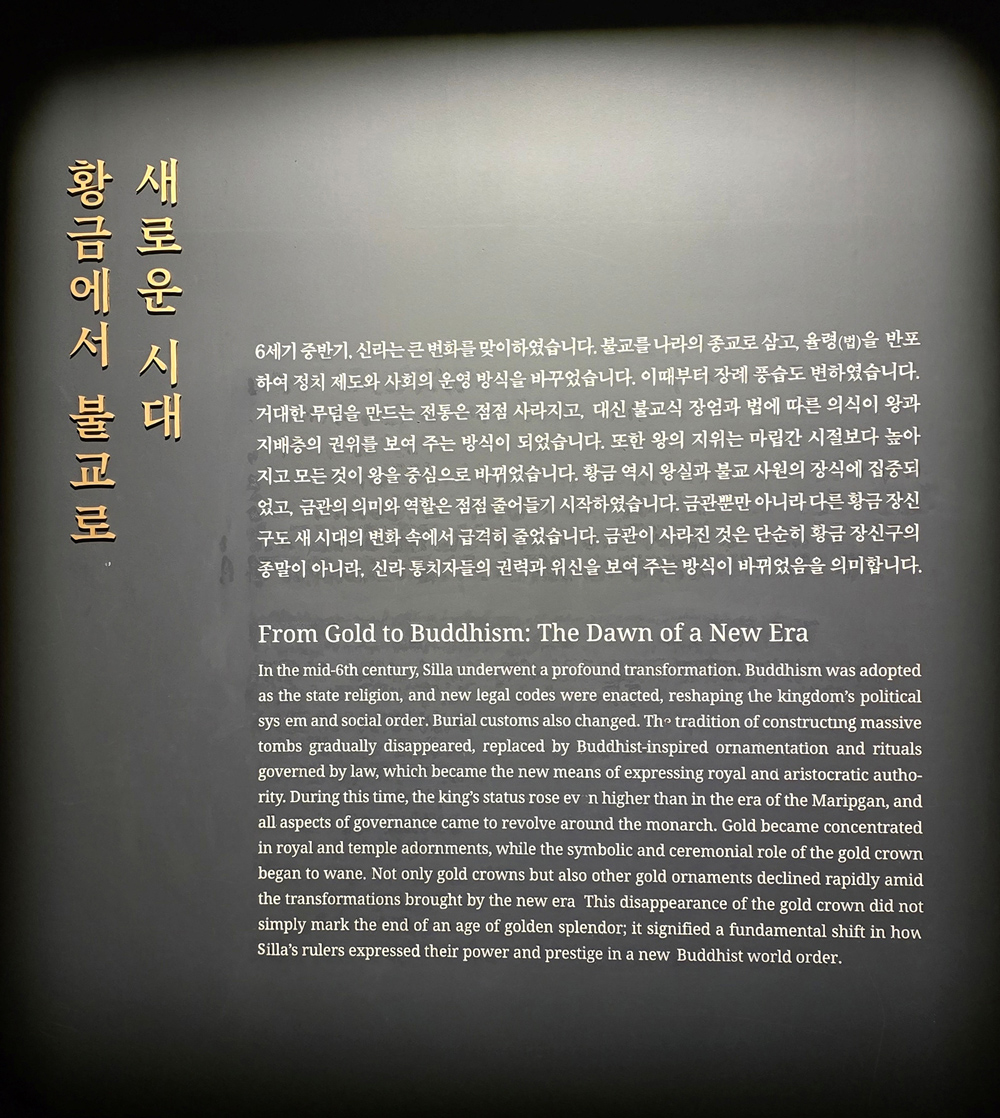 새로운 시대
황금에서 불교로
6세기 중반기, 신라는 큰 변화를 맞이하였습니다. 불교를 나라의 종교로 삼고, 율령(법)을 반포
하여 정치 제도와 사회의 운영 방식을 바꾸었습니다. 이때부터 장례 풍습도 변하였습니다.
거대한 무덤을 만드는 전통은 점점 사라지고, 대신 불교식 장엄과 법에 따른 의식이 왕과
지배층의 권위를 보여 주는 방식이 되었습니다. 또한 왕의 지위는 마립간 시절보다 높아
지고 모든 것이 왕을 중심으로 바뀌었습니다. 황금 역시 왕실과 불교 사원의 장식에 집중되
었고, 금관의 의미와 역할은 점점 줄어들기 시작하였습니다. 금관뿐만 아니라 다른 황금 장신
구도 새 시대의 변화 속에서 급격히 줄었습니다. 금관이 사라진 것은 단순히 황금 장신구의
종말이 아니라, 신라 통치자들의 권력과 위신을 보여 주는 방식이 바뀌었음을 의미합니다.
From Gold to Buddhism: The Dawn of a New Era
In the mid-6th century, Silla underwent a profound transformation. Buddhism was adopted
as the state religion, and new legal codes were enacted, reshaping the kingdom's political
sys em and social order. Burial customs also changed. The tradition of constructing massive
tombs gradually disappeared, replaced by Buddhist-inspired ornamentation and rituals
governed by law, which became the new means of expressing royal and aristocratic autho-
rity. During this time, the king's status rose ev n higher than in the era of the Maripgan, and
all aspects of governance came to revolve around the monarch. Gold became concentrated
in royal and temple adornments, while the symbolic and ceremonial role of the gold crown
began to wane. Not only gold crowns but also other gold ornaments declined rapidly amid
the transformations brought by the new era This disappearance of the gold crown did not
simply mark the end of an age of golden splendor; it signified a fundamental shift in how
Silla's rulers expressed their power and prestige in a new Buddhist world order.